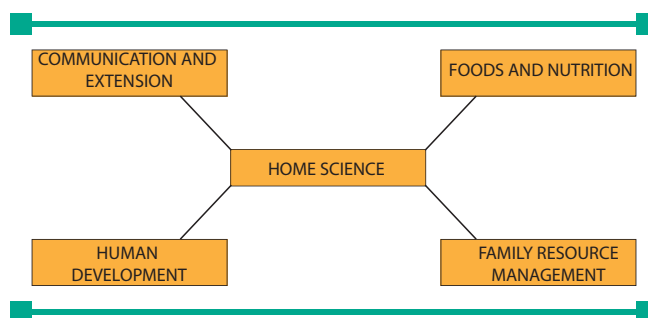 COMMUNICATION AND
EXTENSION
FOODS AND NUTRITION
HOME SCIENCE
HUMAN
DEVELOPMENT
FAMILY RESOURCE
MANAGEMENT